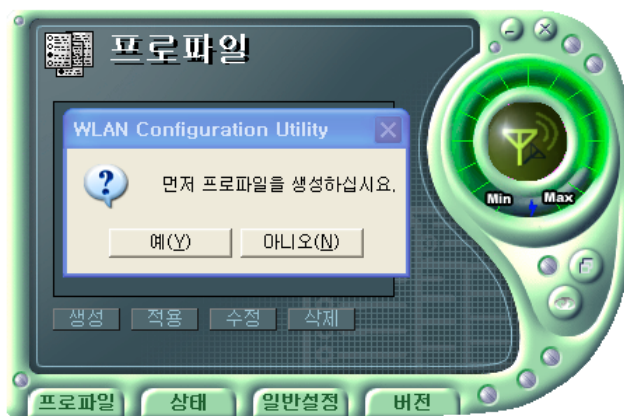 프로파일
WLAN Configuration Utility
먼저 프로파일을 생성하십시요.
예(Y) 아니오(N)
Min Max
생성 적용 수정 삭제
프로파일 상태 일반설정 버전